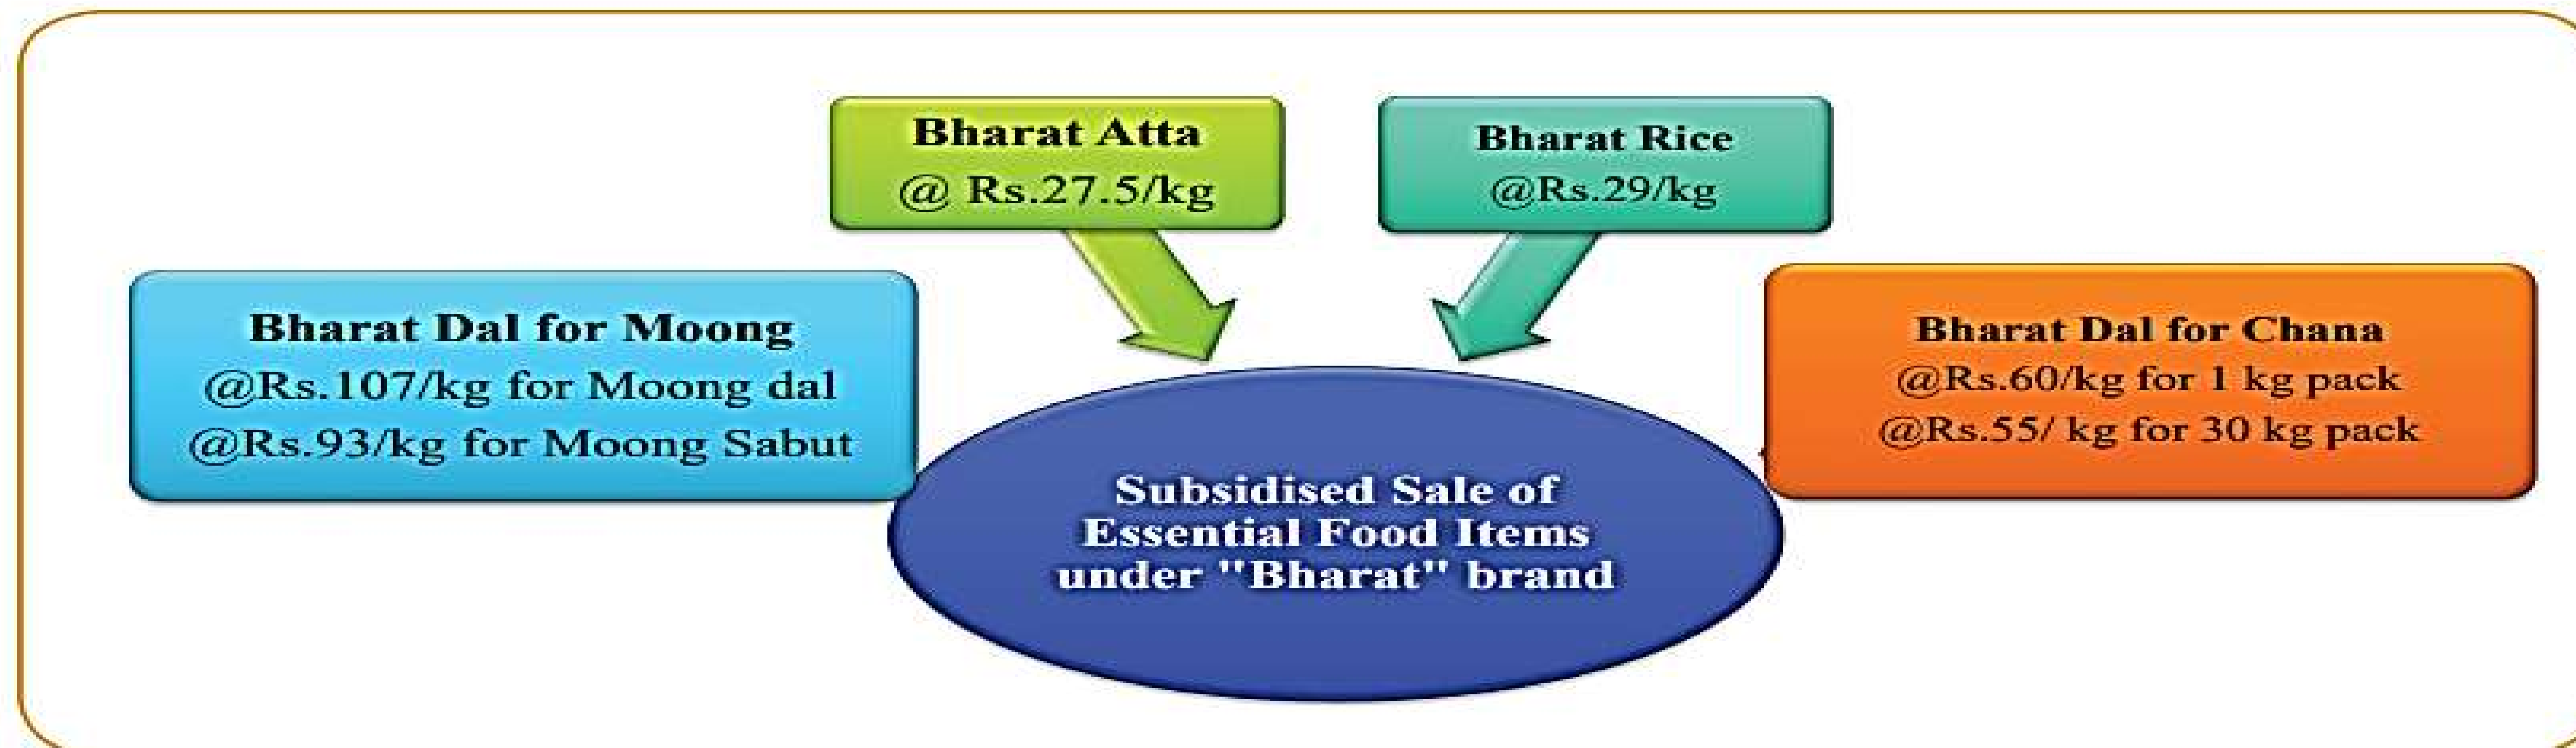 Bharat Atta
@ Rs.27.5/kg
Bharat Rice
@Rs.29/kg
Bharat Dal for Moong
@Rs.107/kg for Moong dal
@Rs.93/kg for Moong Sabut
Bharat Dal for Chana
@Rs.60/kg for 1 kg pack
@Rs.55/ kg for 30 kg pack
Subsidised Sale of
Essential Food Items
under "Bharat" brand